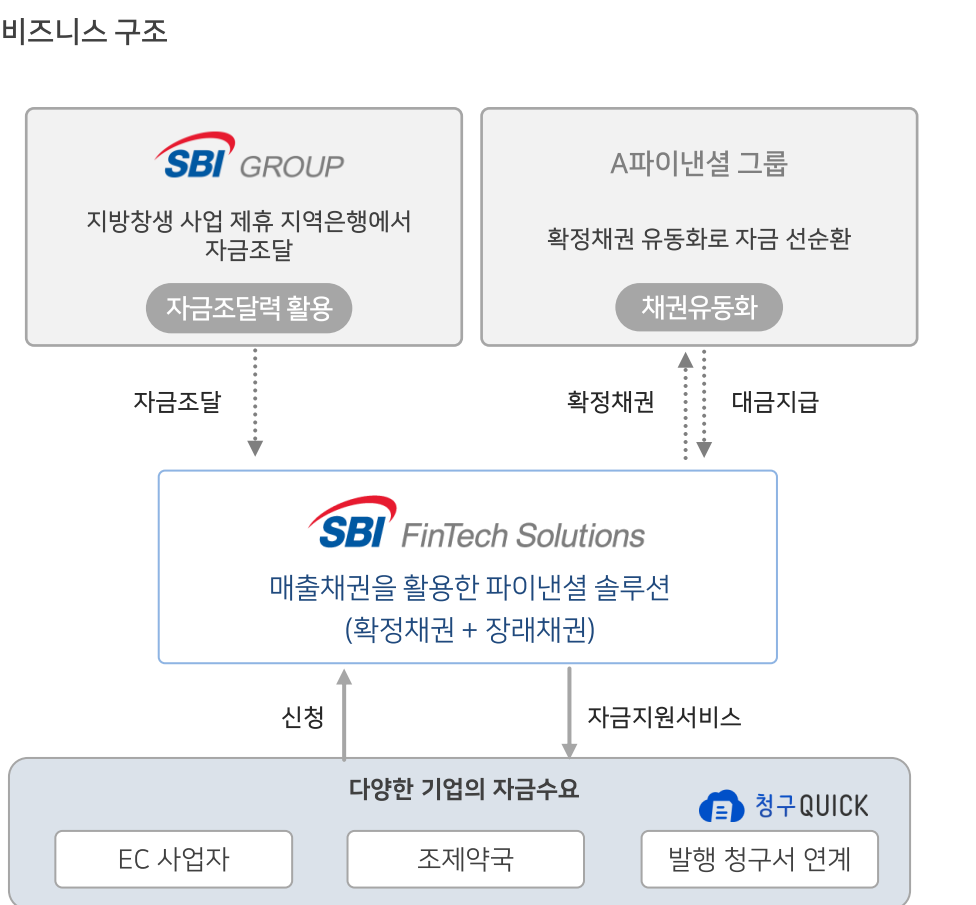 비즈니스 구조
SBI GROUP
지방창생 사업 제휴 지역은행에서
자금조달
자금조달력 활용
A파이낸셜 그룹
확정채권 유동화로 자금 선순환
채권유동화
자금조달
확정채권
대금지급
SBI FinTech Solutions
매출채권을 활용한 파이낸셜 솔루션
(확정채권 + 장래채권)
신청
자금지원서비스
다양한 기업의 자금수요
청구QUICK
EC 사업자
조제약국
발행 청구서 연계